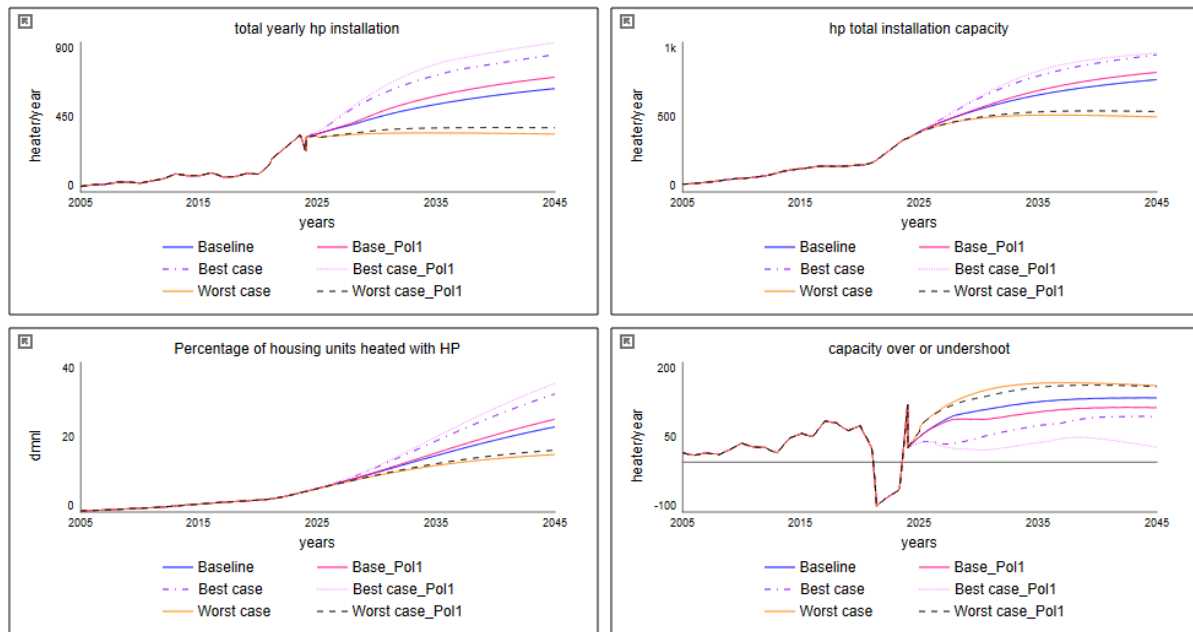 total yearly hp installation
900
450
0
heater/year
2005 2015 2025 2035 2045
years
Baseline Base_Pol1
Best case Best case_Pol1
Worst case Worst case_Pol1
hp total installation capacity
1k
500
0
heater/year
2005 2015 2025 2035 2045
years
Baseline Base_Pol1
Best case Best case_Pol1
Worst case Worst case_Pol1
Percentage of housing units heated with HP
40
20
0
dmnl
2005 2015 2025 2035 2045
years
Baseline Base_Pol1
Best case Best case_Pol1
Worst case Worst case_Pol1
capacity over or undershoot
200
50
-100
heater/year
2005 2015 2025 2035 2045
years
Baseline Base_Pol1
Best case Best case_Pol1
Worst case Worst case_Pol1